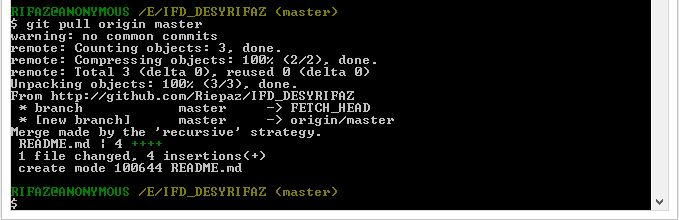 RIFAZ@ANONYMOUS /E/IFD_DESYRIFAZ (master)
$ git pull origin master
warning: no common commits
remote: Counting objects: 3, done.
remote: Compressing objects: 100% (2/2), done.
remote: Total 3 (delta 0), reused 0 (delta 0)
Unpacking objects: 100% (3/3), done.
From http://github.com/Riepaz/IFD_DESYRIFAZ
 * branch            master     -> FETCH_HEAD
 * [new branch]      master     -> origin/master
Merge made by the 'recursive' strategy.
 README.md | 4 ++++
 1 file changed, 4 insertions(+)
 create mode 100644 README.md
RIFAZ@ANONYMOUS /E/IFD_DESYRIFAZ (master)
$